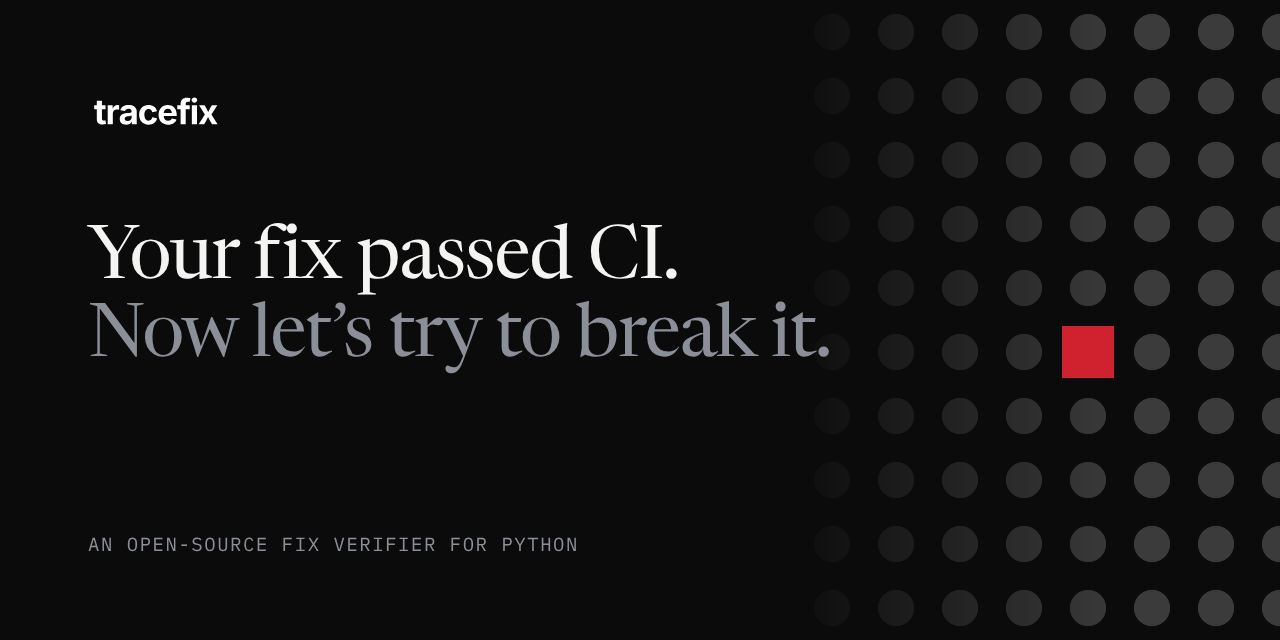 tracefix
Your fix passed CI.
Now let’s try to break it.
AN OPEN-SOURCE FIX VERIFIER FOR PYTHON